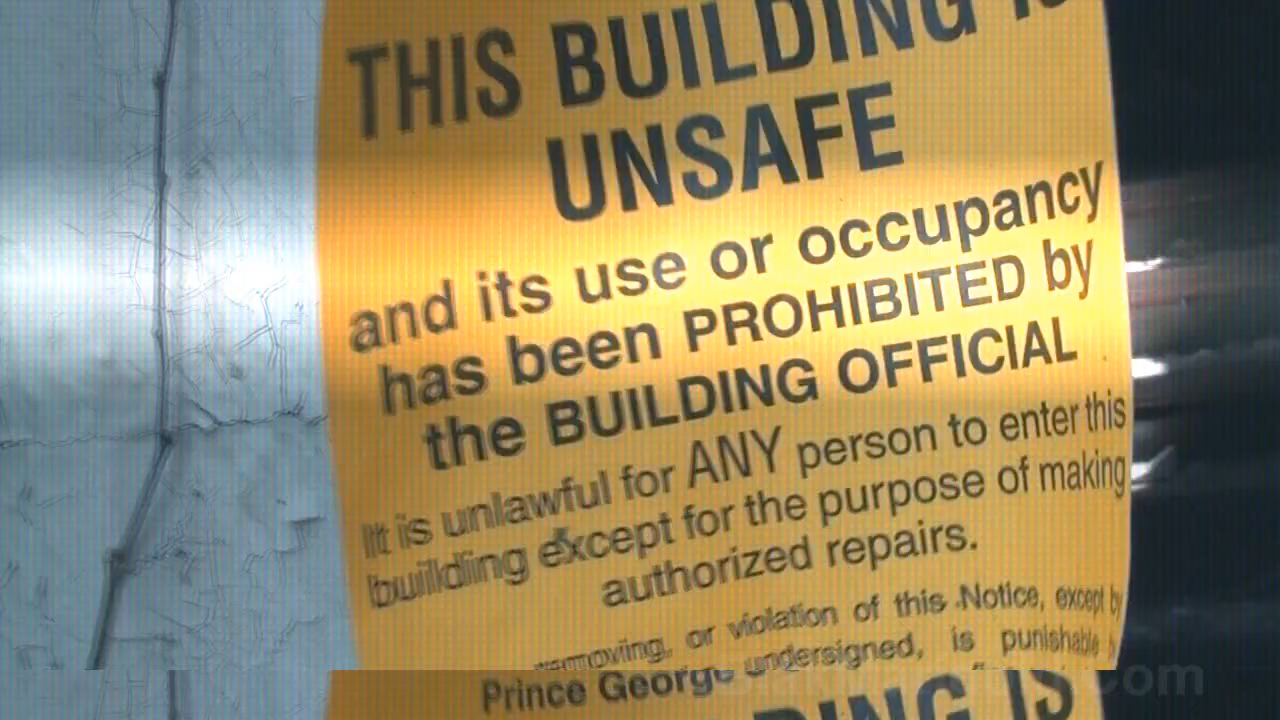 THIS BUILDING IS
UNSAFE
and its use or occupancy
has been PROHIBITED by
the BUILDING OFFICIAL
It is unlawful for ANY person to enter this
building except for the purpose of making
authorized repairs.
removing, or violation of this Notice, except by
undersigned, is punishable
Prince George